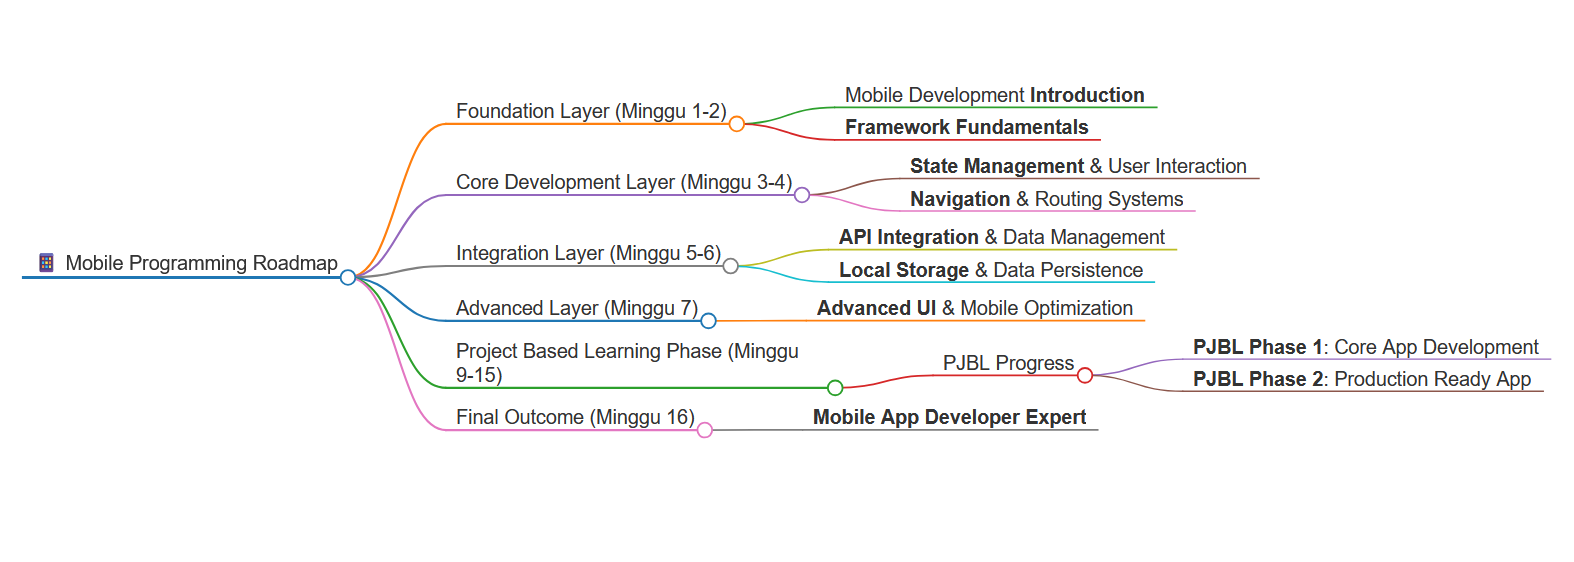 Mobile Programming Roadmap
Foundation Layer (Minggu 1-2)
Mobile Development Introduction
Framework Fundamentals
Core Development Layer (Minggu 3-4)
State Management & User Interaction
Navigation & Routing Systems
Integration Layer (Minggu 5-6)
API Integration & Data Management
Local Storage & Data Persistence
Advanced Layer (Minggu 7)
Advanced UI & Mobile Optimization
Project Based Learning Phase (Minggu
9-15)
PJBL Progress
PJBL Phase 1: Core App Development
PJBL Phase 2: Production Ready App
Final Outcome (Minggu 16)
Mobile App Developer Expert